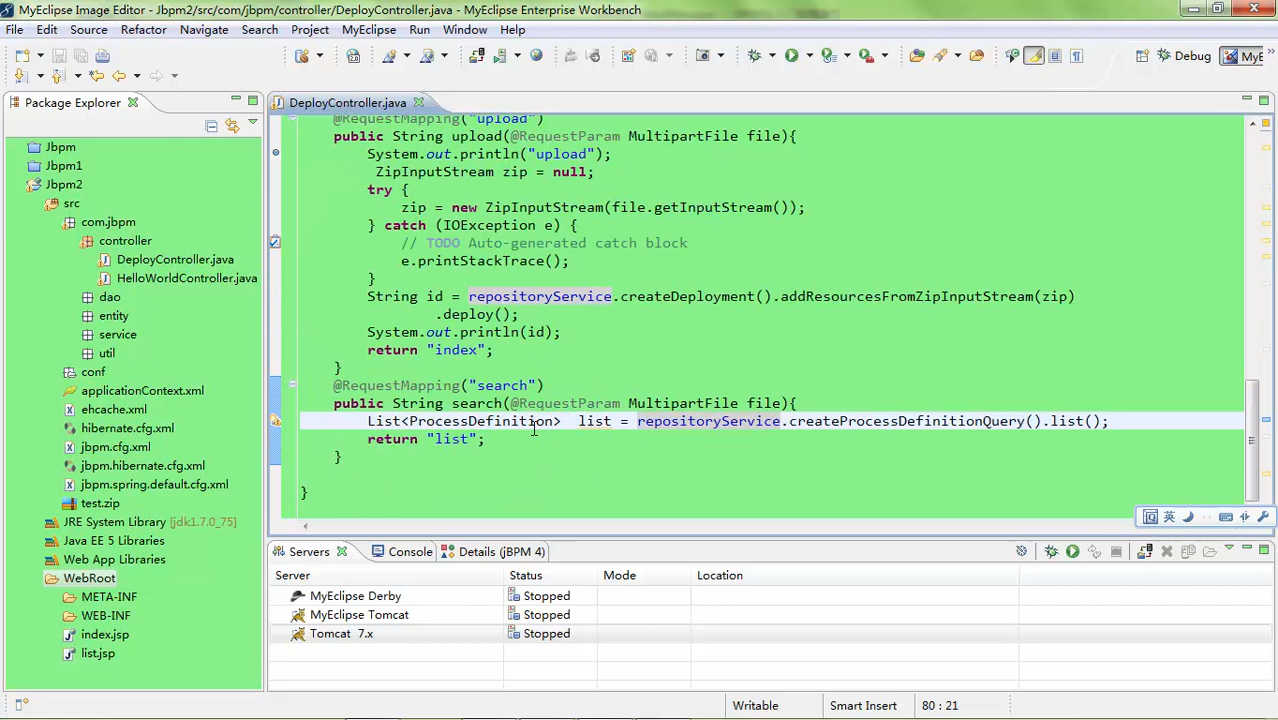 MyEclipse Image Editor - Jbpm2/src/com/jbpm/controller/DeployController.java - MyEclipse Enterprise Workbench
File Edit Source Refactor Navigate Search Project MyEclipse Run Window Help
Debug MyE
Package Explorer
Jbpm
Jbpm1
Jbpm2
src
com.jbpm
controller
DeployController.java
HelloWorldController.java
dao
entity
service
util
conf
applicationContext.xml
ehcache.xml
hibernate.cfg.xml
jbpm.cfg.xml
jbpm.hibernate.cfg.xml
jbpm.spring.default.cfg.xml
test.zip
JRE System Library [jdk1.7.0_75]
Java EE 5 Libraries
Web App Libraries
WebRoot
META-INF
WEB-INF
index.jsp
list.jsp
DeployController.java
@RequestMapping("upload")
public String upload(@RequestParam MultipartFile file){
System.out.println("upload");
ZipInputStream zip = null;
try {
zip = new ZipInputStream(file.getInputStream());
} catch (IOException e) {
// TODO Auto-generated catch block
e.printStackTrace();
}
String id = repositoryService.createDeployment().addResourcesFromZipInputStream(zip)
.deploy();
System.out.println(id);
return "index";
}
@RequestMapping("search")
public String search(@RequestParam MultipartFile file){
List<ProcessDefinition> list = repositoryService.createProcessDefinitionQuery().list();
return "list";
}
}
英
Servers Console Details (jBPM 4)
Server Status Mode Location
MyEclipse Derby Stopped
MyEclipse Tomcat Stopped
Tomcat 7.x Stopped
Writable Smart Insert 80 : 21